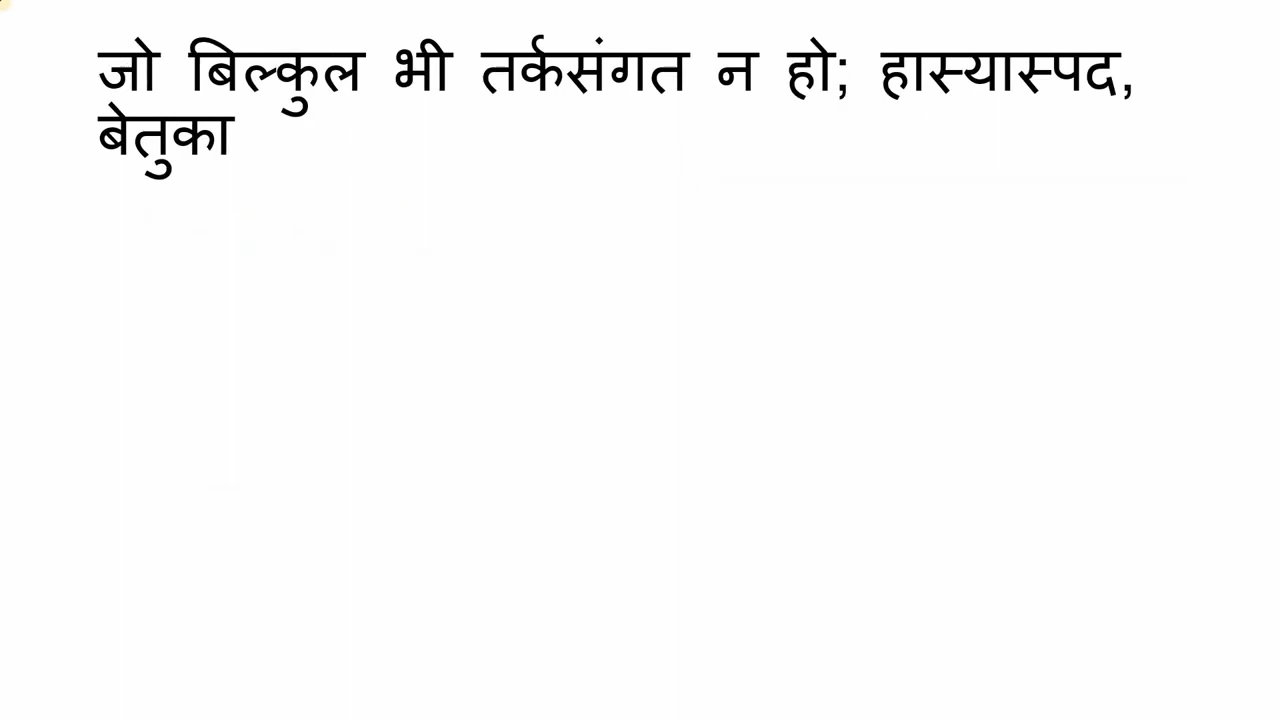 जो बिल्कुल भी तर्कसंगत न हो; हास्यास्पद,
बेतुका